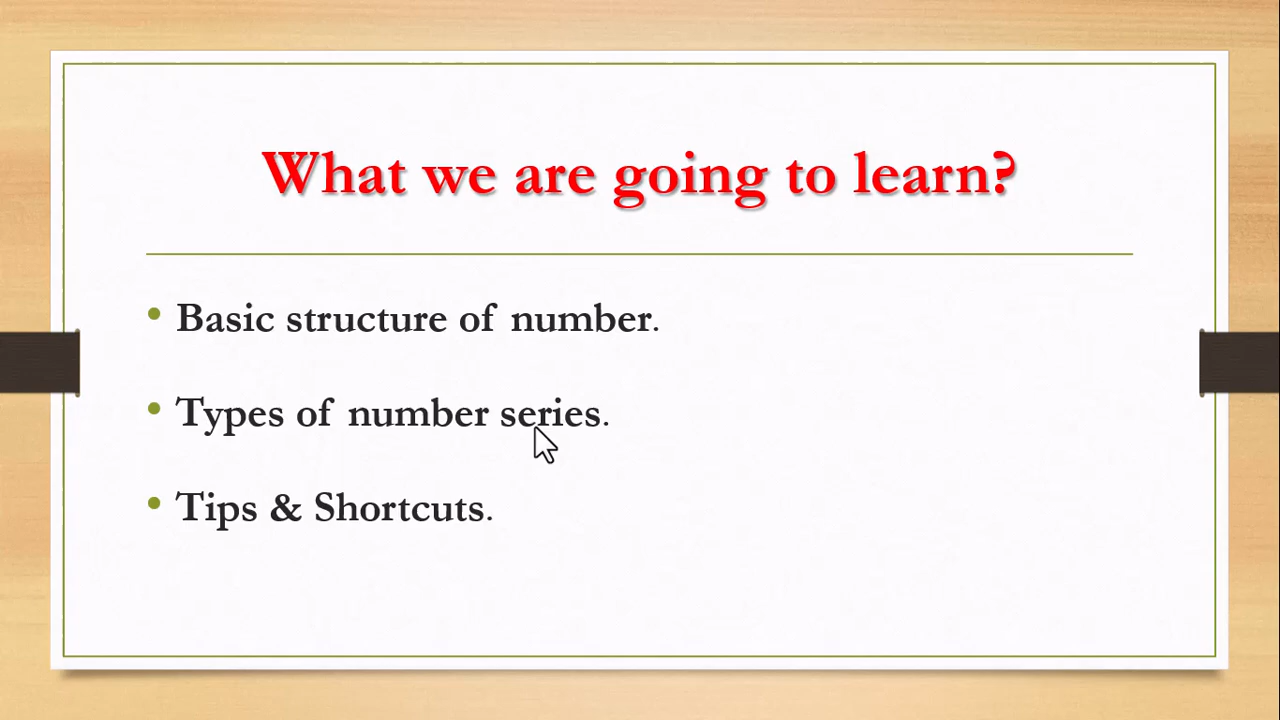 What we are going to learn?
• Basic structure of number.
• Types of number series.
• Tips & Shortcuts.